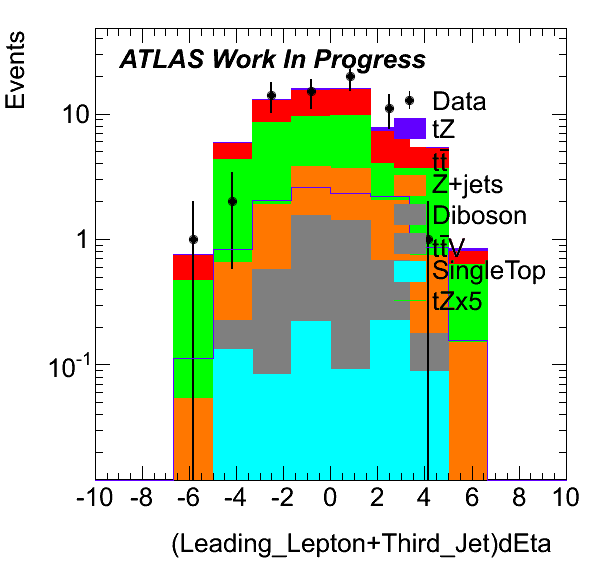 Events
ATLAS Work In Progress
Data
tZ
tt̄
Z+jets
Diboson
tt̄V
SingleTop
tZx5
10
1
10⁻¹
-10 -8 -6 -4 -2 0 2 4 6 8 10
(Leading_Lepton+Third_Jet)dEta